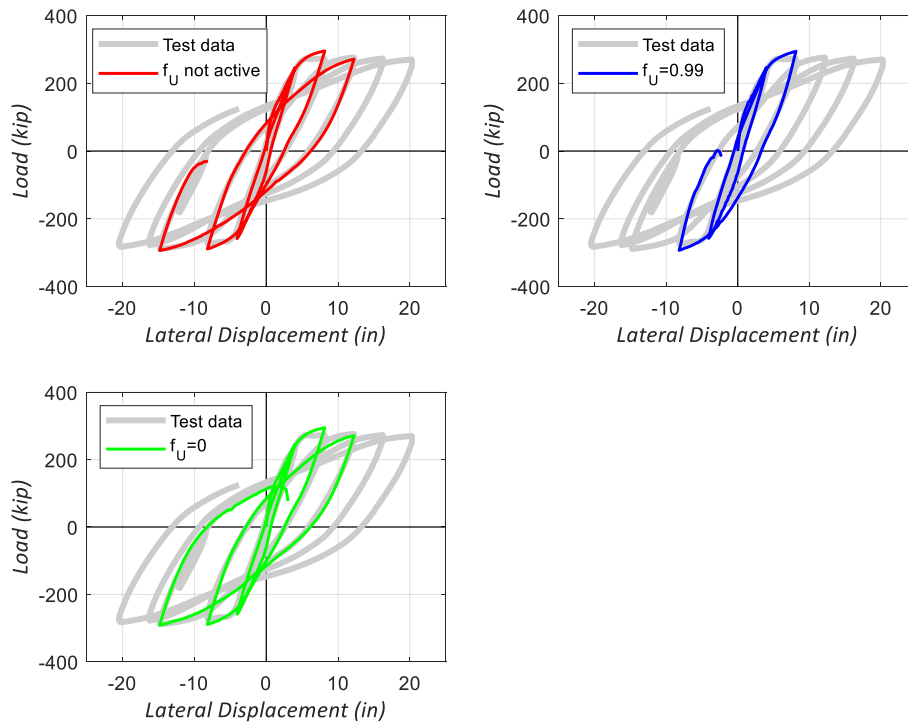 400
200
0
-200
-400
Load (kip)
Test data
f_U not active
-20 -10 0 10 20
Lateral Displacement (in)
400
200
0
-200
-400
Load (kip)
Test data
f_U=0.99
-20 -10 0 10 20
Lateral Displacement (in)
400
200
0
-200
-400
Load (kip)
Test data
f_U=0
-20 -10 0 10 20
Lateral Displacement (in)